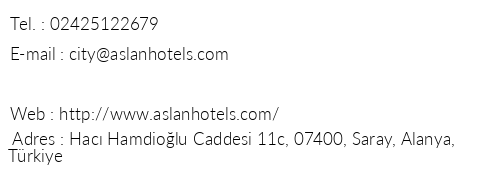 Tel. : 02425122679
E-mail : city@aslanhotels.com
Web : http://www.aslanhotels.com/
Adres : Hacı Hamdioğlu Caddesi 11c, 07400, Saray, Alanya,
Türkiye